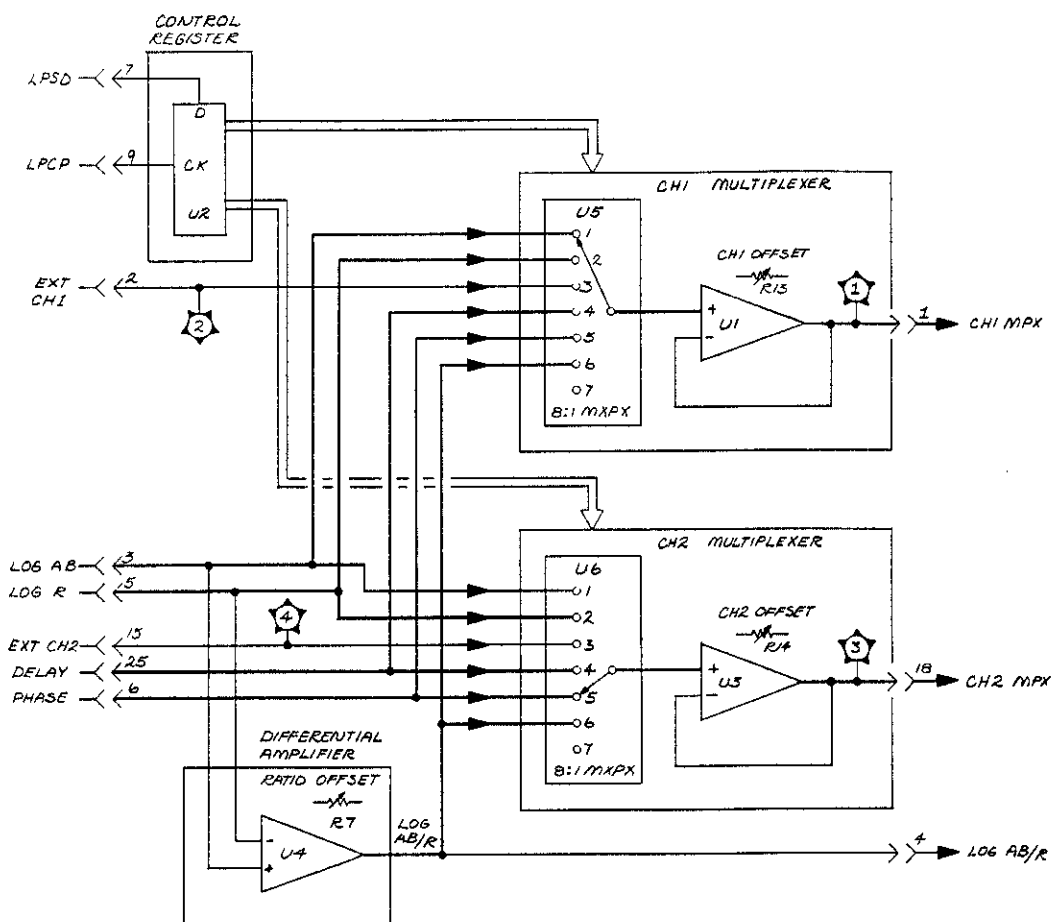 CONTROL
REGISTER
LPSD 7
D
LPCP 9
CK
U2
CH1 MULTIPLEXER
U5
1
2
3
4
5
6
7
8:1 MXPX
EXT
CH1
2
2
CH1 OFFSET
R13
+
-
U1
1
1
CH1 MPX
CH2 MULTIPLEXER
U6
1
2
3
4
5
6
7
8:1 MXPX
LOG AB 3
LOG R 5
4
EXT CH2 15
DELAY 25
PHASE 6
CH2 OFFSET
R14
+
-
U3
3
18
CH2 MPX
DIFFERENTIAL
AMPLIFIER
RATIO OFFSET
R7
-
+
U4
LOG
AB/R
4
LOG AB/R